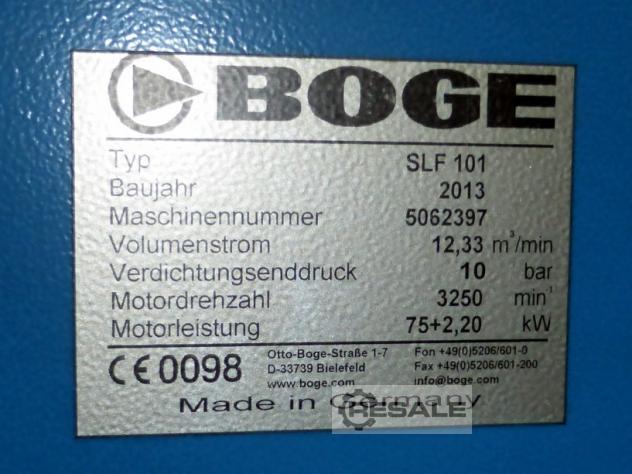 BOGE
Typ SLF 101
Baujahr 2013
Maschinennummer 5062397
Volumenstrom 12,33 m³/min
Verdichtungsenddruck 10 bar
Motordrehzahl 3250 min⁻¹
Motorleistung 75+2,20 kW
CE 0098
Otto-Boge-Straße 1-7 Fon +49(0)5206/601-0
D-33739 Bielefeld Fax +49(0)5206/601-200
www.boge.com info@boge.com
Made in Germany
RESALE